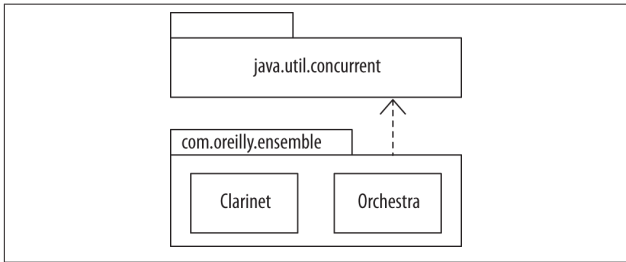 java.util.concurrent
com.oreilly.ensemble
Clarinet
Orchestra